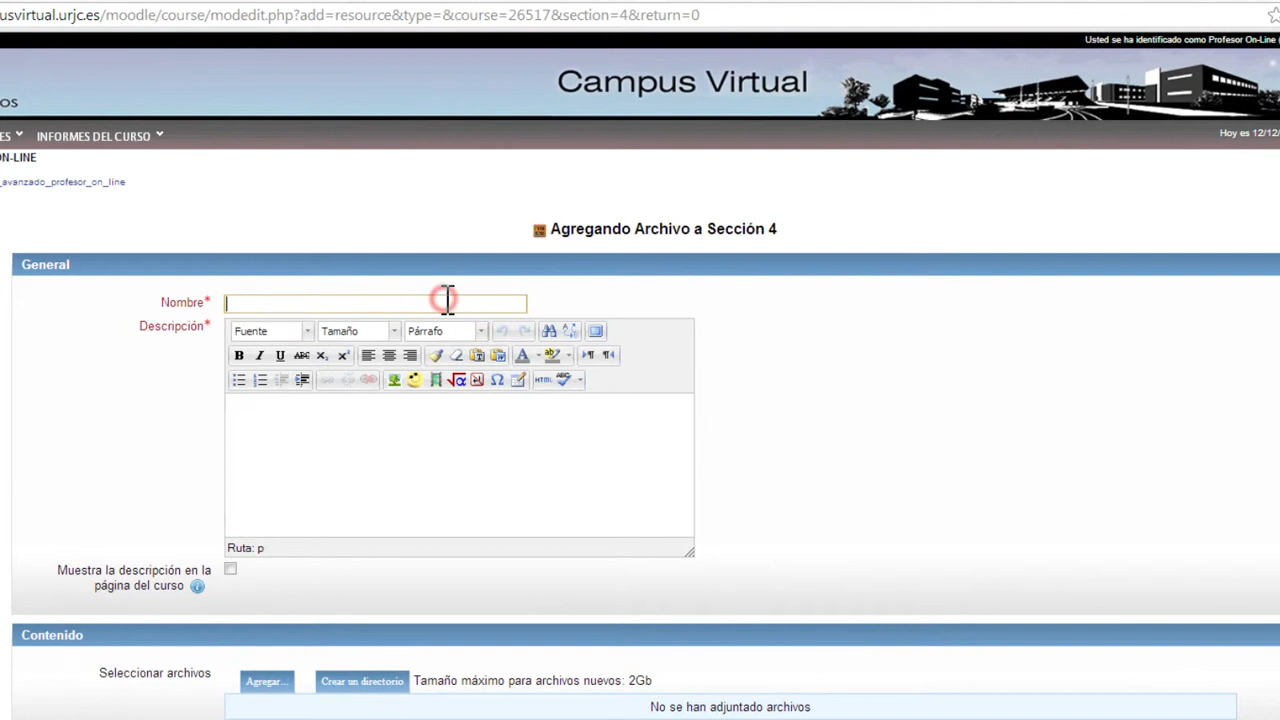 usvirtual.urjc.es/moodle/course/modedit.php?add=resource&type=&course=26517&section=4&return=0
Usted se ha identificado como Profesor On-Line (
Campus Virtual
OS
ES INFORMES DEL CURSO
Hoy es 12/12/
ON-LINE
_avanzado_profesor_on_line
Agregando Archivo a Sección 4
General
Nombre*
Descripción*
Fuente Tamaño Párrafo
B I U ABC X₂ X²
HTML ABC
Ruta: p
Muestra la descripción en la
página del curso
Contenido
Seleccionar archivos
Agregar... Crear un directorio Tamaño máximo para archivos nuevos: 2Gb
No se han adjuntado archivos